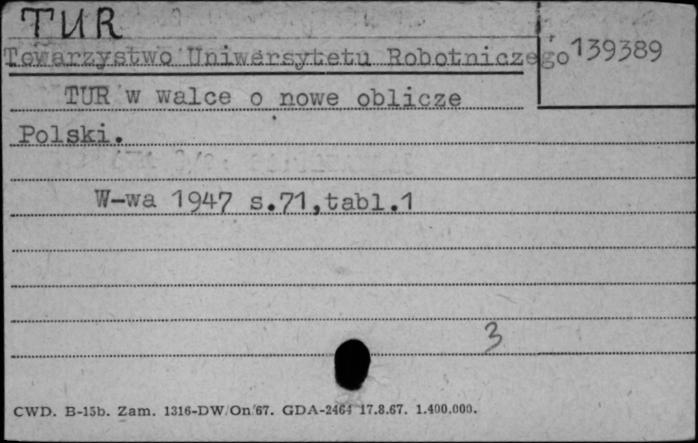 TUR
Towarzystwo Uniwersytetu Robotniczego 139389
TUR w walce o nowe oblicze
Polski.
W-wa 1947 s.71,tabl.1
3
CWD. B-15b. Zam. 1316-DW/On/67. GDA-2464 17.8.67. 1.400.000.